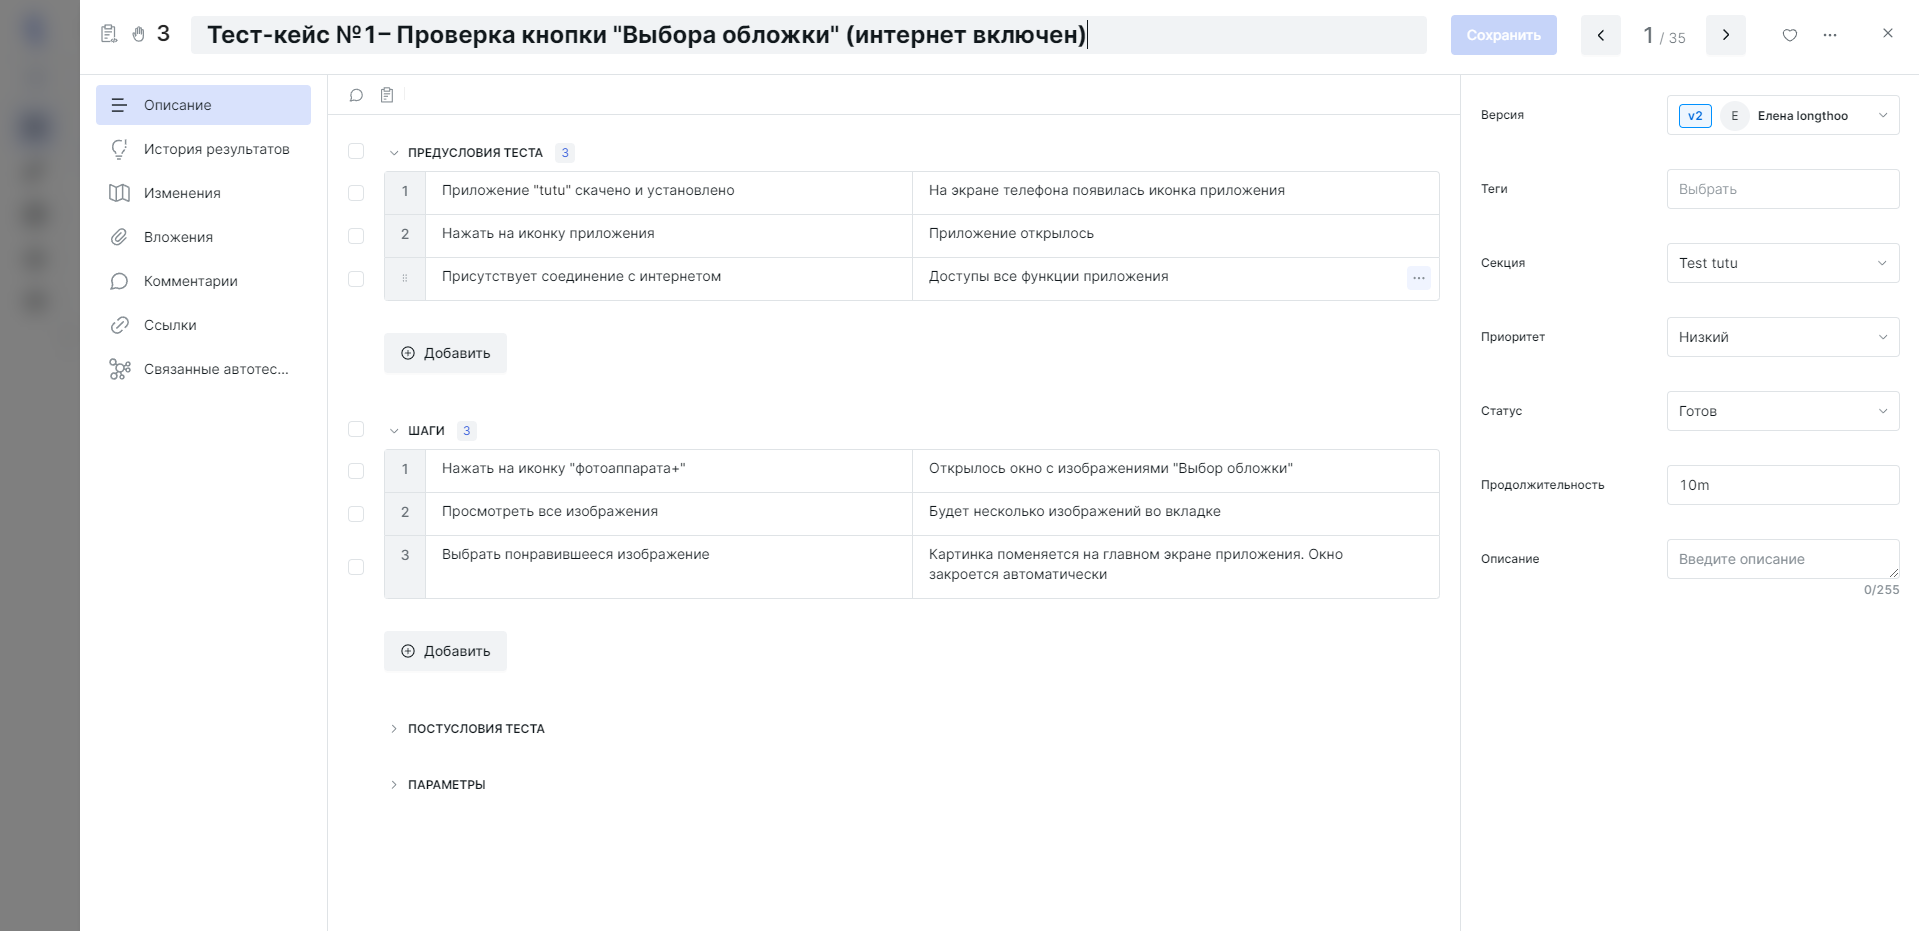 3 Тест-кейс №1– Проверка кнопки "Выбора обложки" (интернет включен)
Сохранить
1 / 35
Описание
История результатов
Изменения
Вложения
Комментарии
Ссылки
Связанные автотес...
ПРЕДУСЛОВИЯ ТЕСТА 3
1 Приложение "tutu" скачено и установлено На экране телефона появилась иконка приложения
2 Нажать на иконку приложения Приложение открылось
Присутствует соединение с интернетом Доступы все функции приложения
Добавить
ШАГИ 3
1 Нажать на иконку "фотоаппарата+" Открылось окно с изображениями "Выбор обложки"
2 Просмотреть все изображения Будет несколько изображений во вкладке
3 Выбрать понравившееся изображение Картинка поменяется на главном экране приложения. Окно
закроется автоматически
Добавить
ПОСТУСЛОВИЯ ТЕСТА
ПАРАМЕТРЫ
Версия v2 E Елена longthoo
Теги Выбрать
Секция Test tutu
Приоритет Низкий
Статус Готов
Продолжительность 10m
Описание Введите описание
0/255